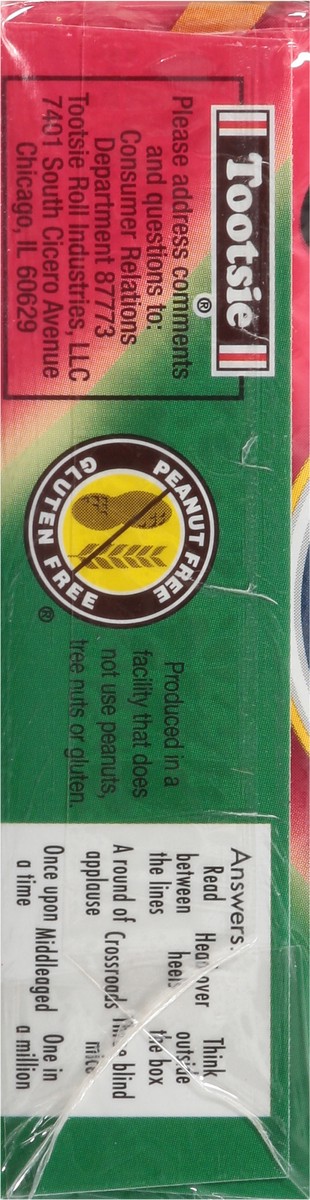 Tootsie®
Please address comments
and questions to:
Consumer Relations
Department 87773
Tootsie Roll Industries, LLC
7401 South Cicero Avenue
Chicago, IL 60629
PEANUT FREE
GLUTEN FREE
®
Produced in a
facility that does
not use peanuts,
tree nuts or gluten.
Answers:
Read over Think
between heels outside
the lines the box
A round of Crossroads blind
applause
Once upon Middleaged One in
a time a million